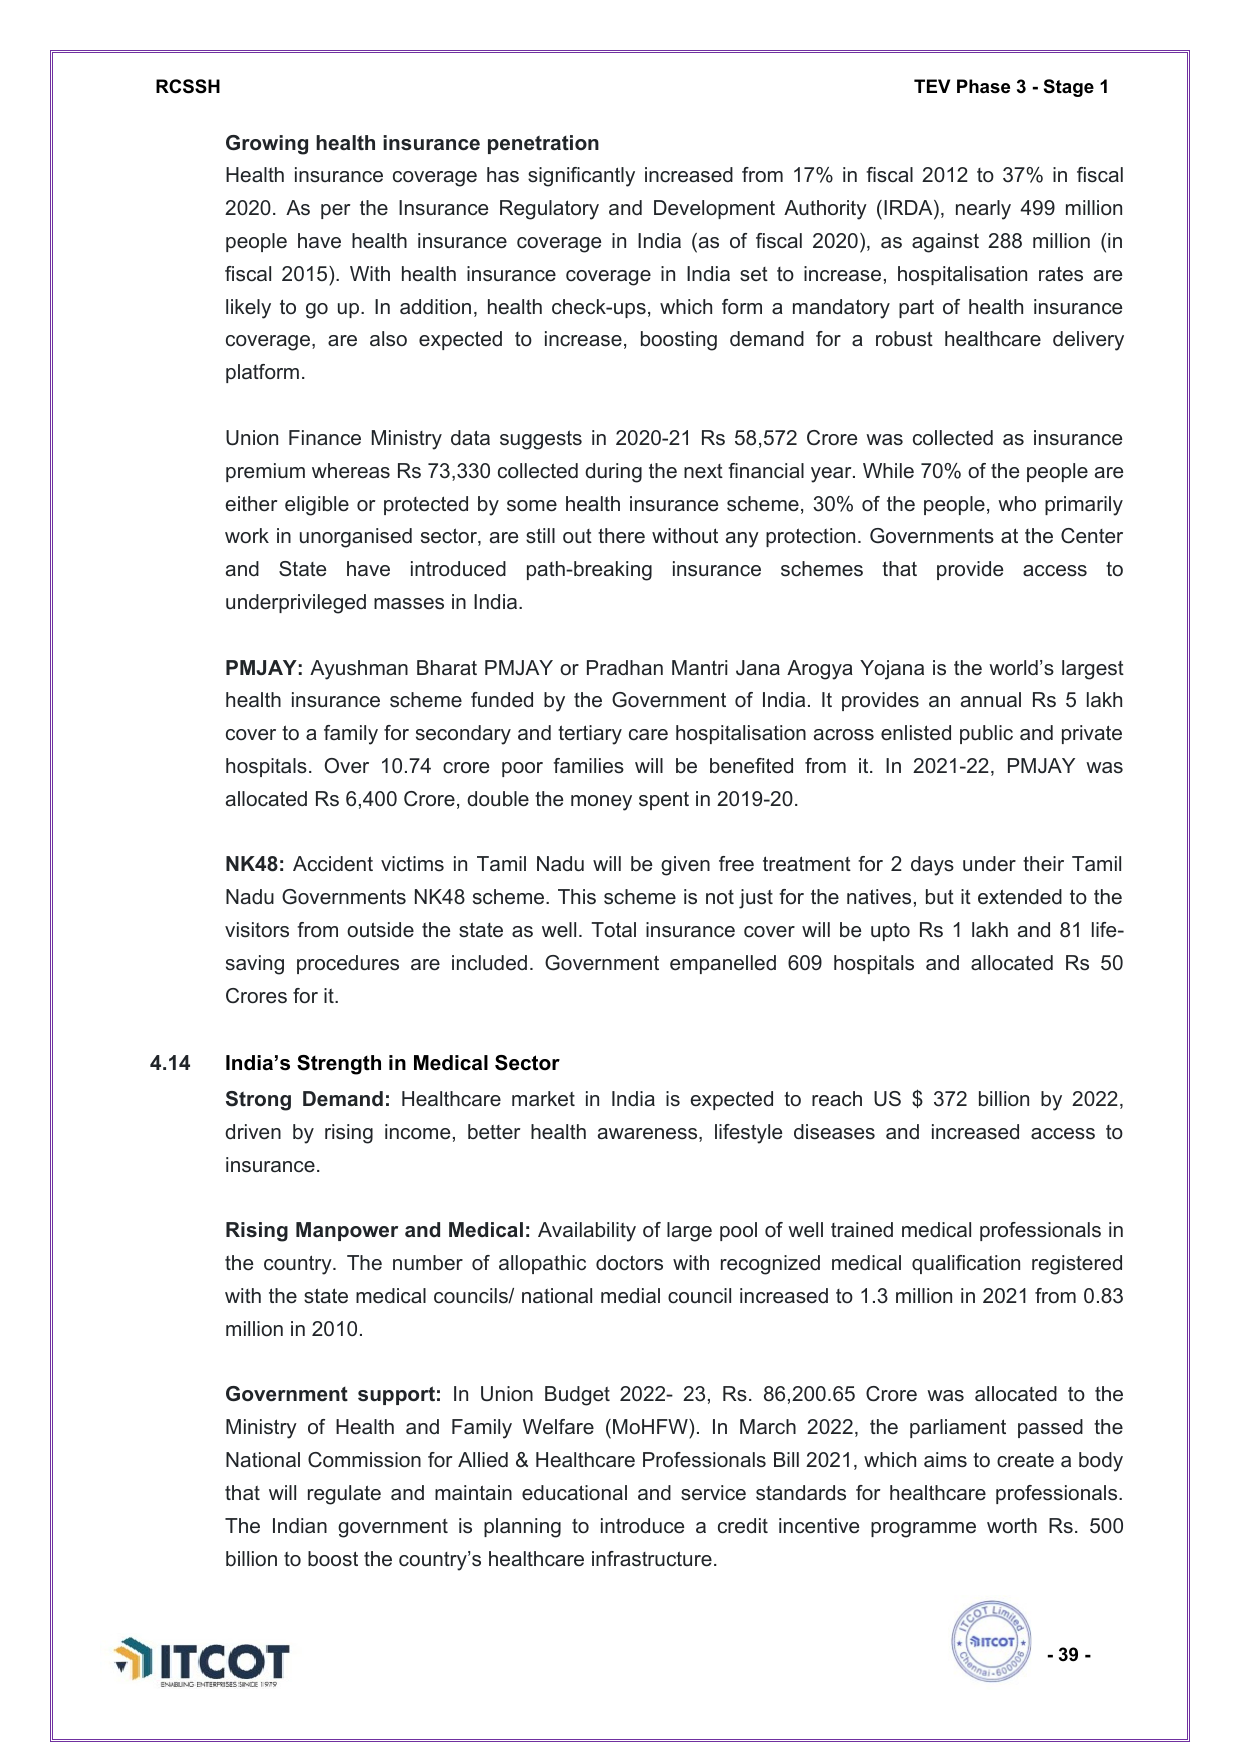 RCSSH TEV Phase 3 - Stage 1
Growing health insurance penetration
Health insurance coverage has significantly increased from 17% in fiscal 2012 to 37% in fiscal
2020. As per the Insurance Regulatory and Development Authority (IRDA), nearly 499 million
people have health insurance coverage in India (as of fiscal 2020), as against 288 million (in
fiscal 2015). With health insurance coverage in India set to increase, hospitalisation rates are
likely to go up. In addition, health check-ups, which form a mandatory part of health insurance
coverage, are also expected to increase, boosting demand for a robust healthcare delivery
platform.
Union Finance Ministry data suggests in 2020-21 Rs 58,572 Crore was collected as insurance
premium whereas Rs 73,330 collected during the next financial year. While 70% of the people are
either eligible or protected by some health insurance scheme, 30% of the people, who primarily
work in unorganised sector, are still out there without any protection. Governments at the Center
and State have introduced path-breaking insurance schemes that provide access to
underprivileged masses in India.
PMJAY: Ayushman Bharat PMJAY or Pradhan Mantri Jana Arogya Yojana is the world’s largest
health insurance scheme funded by the Government of India. It provides an annual Rs 5 lakh
cover to a family for secondary and tertiary care hospitalisation across enlisted public and private
hospitals. Over 10.74 crore poor families will be benefited from it. In 2021-22, PMJAY was
allocated Rs 6,400 Crore, double the money spent in 2019-20.
NK48: Accident victims in Tamil Nadu will be given free treatment for 2 days under their Tamil
Nadu Governments NK48 scheme. This scheme is not just for the natives, but it extended to the
visitors from outside the state as well. Total insurance cover will be upto Rs 1 lakh and 81 life-
saving procedures are included. Government empanelled 609 hospitals and allocated Rs 50
Crores for it.
4.14 India’s Strength in Medical Sector
Strong Demand: Healthcare market in India is expected to reach US $ 372 billion by 2022,
driven by rising income, better health awareness, lifestyle diseases and increased access to
insurance.
Rising Manpower and Medical: Availability of large pool of well trained medical professionals in
the country. The number of allopathic doctors with recognized medical qualification registered
with the state medical councils/ national medial council increased to 1.3 million in 2021 from 0.83
million in 2010.
Government support: In Union Budget 2022- 23, Rs. 86,200.65 Crore was allocated to the
Ministry of Health and Family Welfare (MoHFW). In March 2022, the parliament passed the
National Commission for Allied & Healthcare Professionals Bill 2021, which aims to create a body
that will regulate and maintain educational and service standards for healthcare professionals.
The Indian government is planning to introduce a credit incentive programme worth Rs. 500
billion to boost the country’s healthcare infrastructure.
ITCOT
ENABLING ENTERPRISES SINCE 1979
ITCOT Limited
ITCOT
Chennai-600006
- 39 -